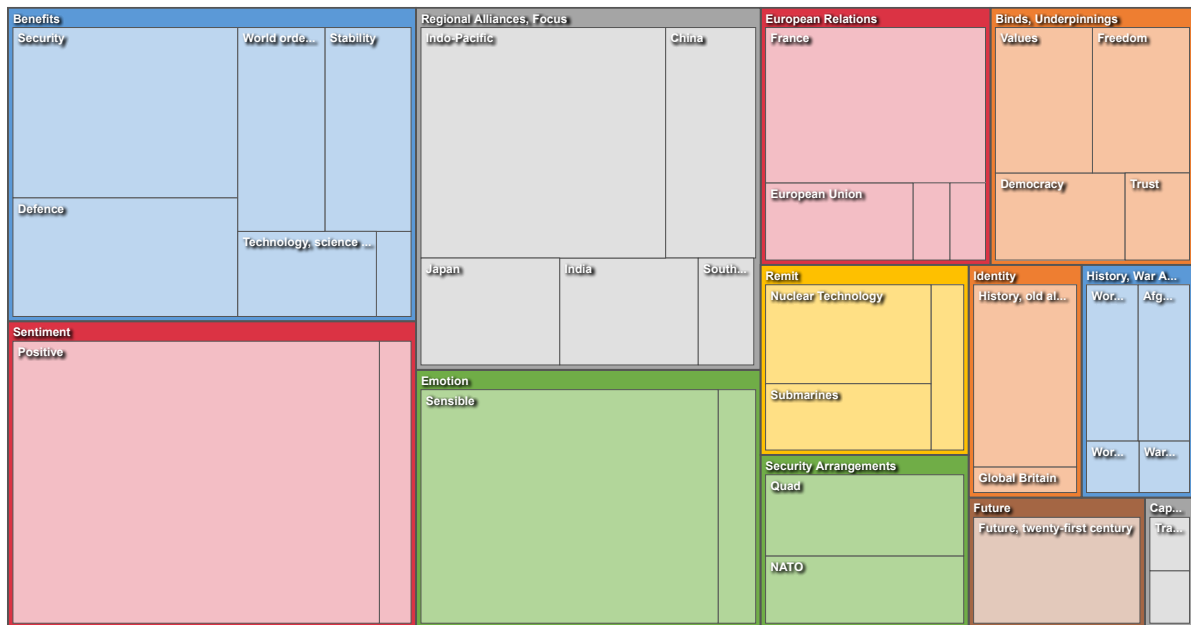 Benefits
Security
World orde...
Stability
Defence
Technology, science ...
Sentiment
Positive
Regional Alliances, Focus
Indo-Pacific
China
Japan
India
South...
Emotion
Sensible
European Relations
France
European Union
Binds, Underpinnings
Values
Freedom
Democracy
Trust
Remit
Nuclear Technology
Submarines
Identity
History, old al...
Global Britain
History, War A...
Wor...
Afg...
Wor...
War...
Security Arrangements
Quad
NATO
Future
Future, twenty-first century
Cap...
Tra...